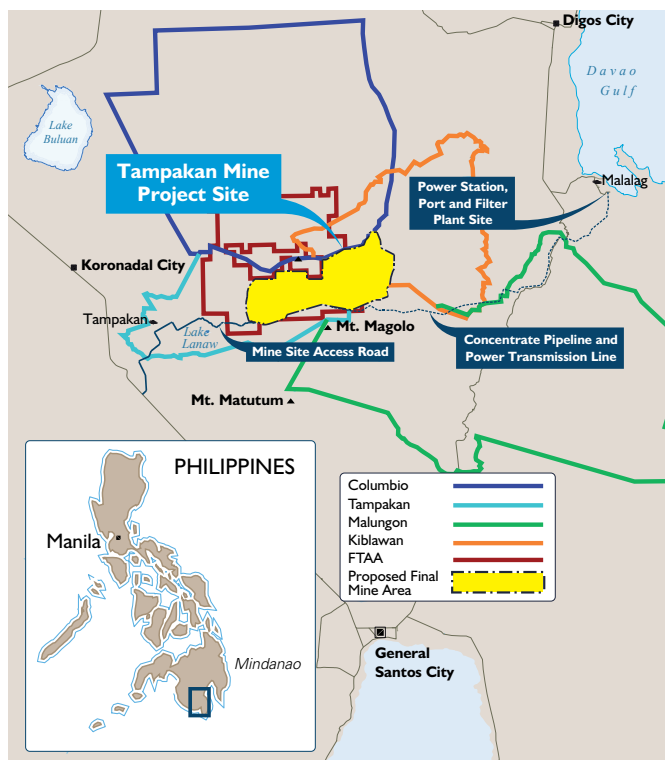 Digos City
Davao
Gulf
Lake
Buluan
Tampakan Mine
Project Site
Power Station,
Port and Filter
Plant Site
Malalag
Koronadal City
Tampakan
Lake
Lanaw
Mt. Magolo
Mine Site Access Road
Concentrate Pipeline and
Power Transmission Line
Mt. Matutum
PHILIPPINES
Manila
Mindanao
Columbio
Tampakan
Malungon
Kiblawan
FTAA
Proposed Final
Mine Area
General
Santos City